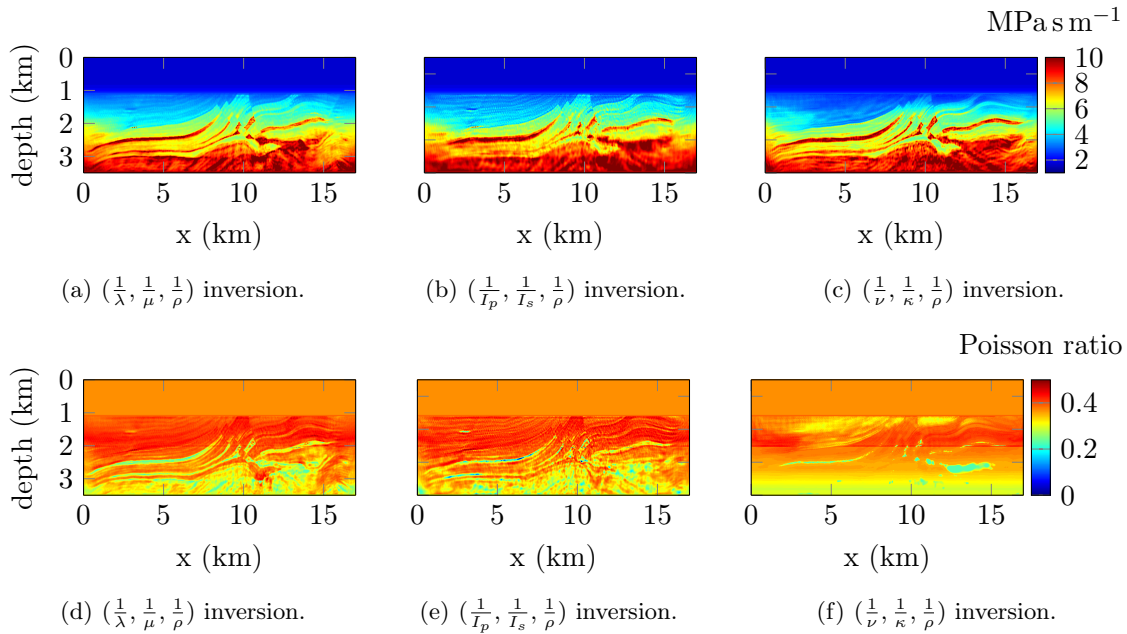 MPa s m⁻¹
depth (km)
0
1
2
3
0 5 10 15
x (km)
0 5 10 15
x (km)
0 5 10 15
x (km)
10
8
6
4
2
(a) (1/λ, 1/μ, 1/ρ) inversion.
(b) (1/I_p, 1/I_s, 1/ρ) inversion.
(c) (1/ν, 1/κ, 1/ρ) inversion.
Poisson ratio
depth (km)
0
1
2
3
0 5 10 15
x (km)
0 5 10 15
x (km)
0 5 10 15
x (km)
0.4
0.2
0
(d) (1/λ, 1/μ, 1/ρ) inversion.
(e) (1/I_p, 1/I_s, 1/ρ) inversion.
(f) (1/ν, 1/κ, 1/ρ) inversion.